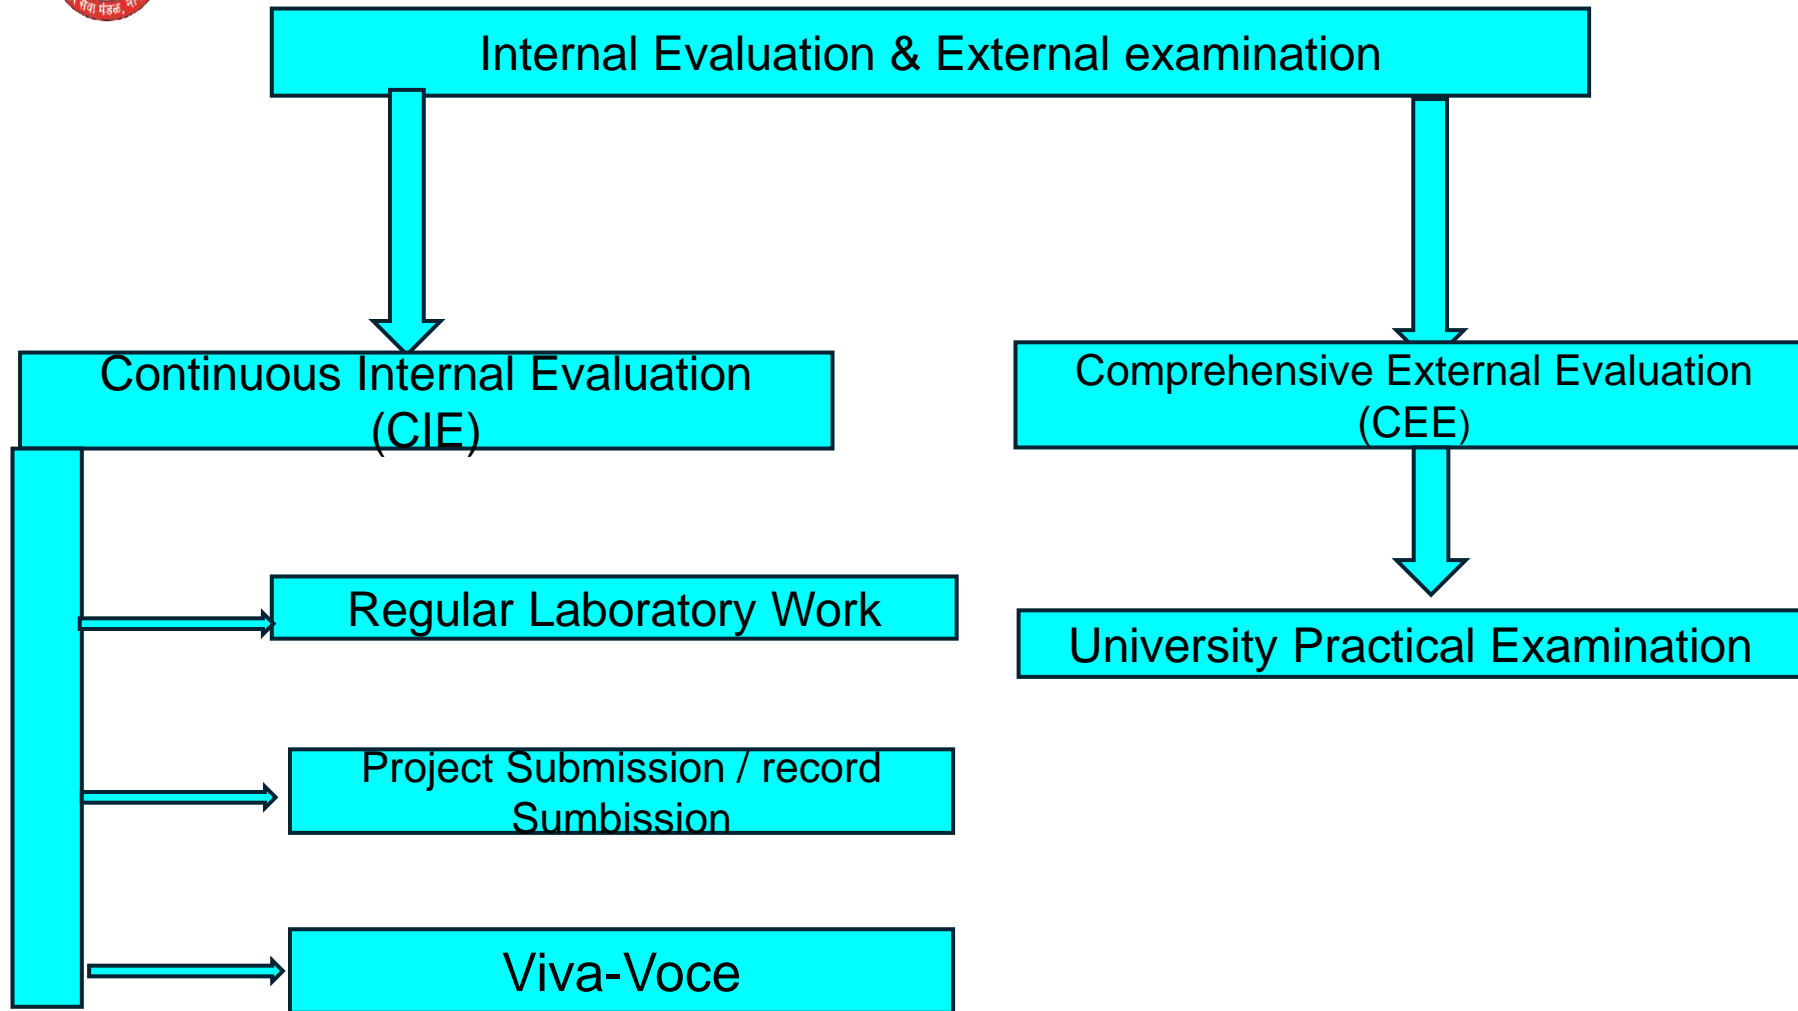 सेवा मंडळ,
Internal Evaluation & External examination
Continuous Internal Evaluation
(CIE)
Comprehensive External Evaluation
(CEE)
Regular Laboratory Work
University Practical Examination
Project Submission / record
Sumbission
Viva-Voce